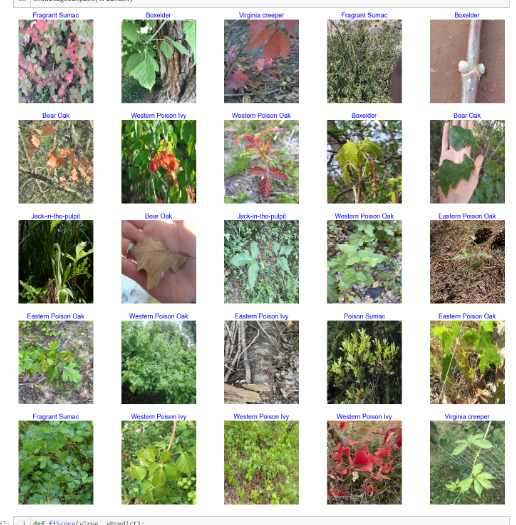 Fragrant Sumac Boxelder Virginia creeper Fragrant Sumac Boxelder
Bear Oak Western Poison Ivy Western Poison Oak Boxelder Bear Oak
Jack-in-the-pulpit Bear Oak Jack-in-the-pulpit Western Poison Oak Eastern Poison Oak
Eastern Poison Oak Western Poison Oak Eastern Poison Ivy Poison Sumac Eastern Poison Oak
Fragrant Sumac Western Poison Ivy Western Poison Ivy Western Poison Ivy Virginia creeper
1 def f1Score(yTrue, yPredict):